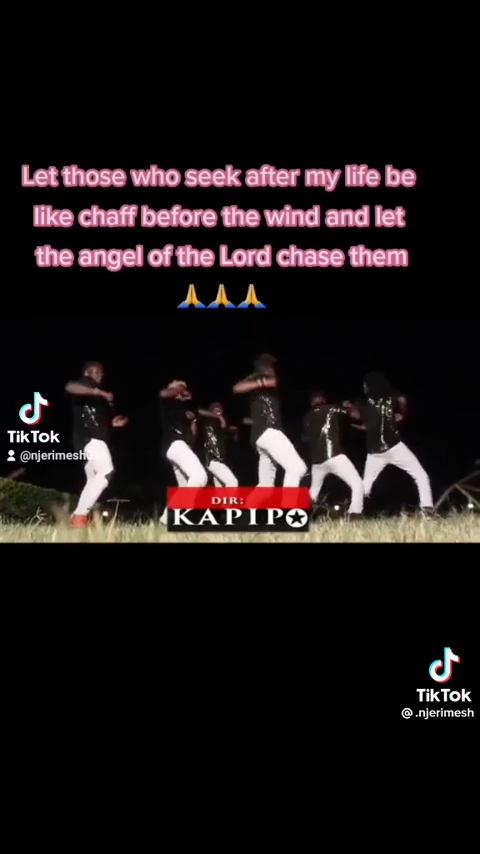 Let those who seek after my life be
like chaff before the wind and let
the angel of the Lord chase them
🙏🙏🙏
TikTok
@njerimesh
DIR:
KAPIPO
TikTok
@.njerimesh